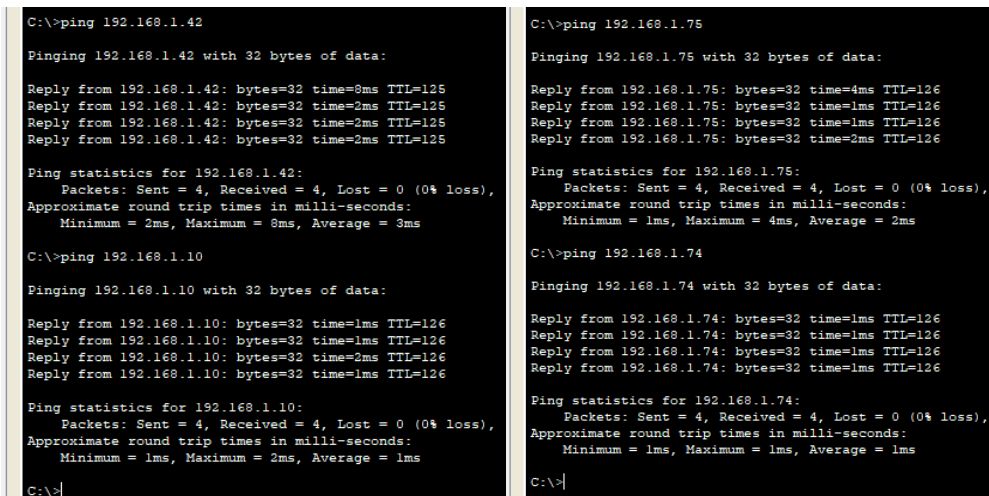 C:\>ping 192.168.1.42
Pinging 192.168.1.42 with 32 bytes of data:
Reply from 192.168.1.42: bytes=32 time=8ms TTL=125
Reply from 192.168.1.42: bytes=32 time=2ms TTL=125
Reply from 192.168.1.42: bytes=32 time=2ms TTL=125
Reply from 192.168.1.42: bytes=32 time=2ms TTL=125
Ping statistics for 192.168.1.42:
Packets: Sent = 4, Received = 4, Lost = 0 (0% loss),
Approximate round trip times in milli-seconds:
Minimum = 2ms, Maximum = 8ms, Average = 3ms
C:\>ping 192.168.1.10
Pinging 192.168.1.10 with 32 bytes of data:
Reply from 192.168.1.10: bytes=32 time=1ms TTL=126
Reply from 192.168.1.10: bytes=32 time=1ms TTL=126
Reply from 192.168.1.10: bytes=32 time=2ms TTL=126
Reply from 192.168.1.10: bytes=32 time=1ms TTL=126
Ping statistics for 192.168.1.10:
Packets: Sent = 4, Received = 4, Lost = 0 (0% loss),
Approximate round trip times in milli-seconds:
Minimum = 1ms, Maximum = 2ms, Average = 1ms
C:\>
C:\>ping 192.168.1.75
Pinging 192.168.1.75 with 32 bytes of data:
Reply from 192.168.1.75: bytes=32 time=4ms TTL=126
Reply from 192.168.1.75: bytes=32 time=1ms TTL=126
Reply from 192.168.1.75: bytes=32 time=1ms TTL=126
Reply from 192.168.1.75: bytes=32 time=2ms TTL=126
Ping statistics for 192.168.1.75:
Packets: Sent = 4, Received = 4, Lost = 0 (0% loss),
Approximate round trip times in milli-seconds:
Minimum = 1ms, Maximum = 4ms, Average = 2ms
C:\>ping 192.168.1.74
Pinging 192.168.1.74 with 32 bytes of data:
Reply from 192.168.1.74: bytes=32 time=1ms TTL=126
Reply from 192.168.1.74: bytes=32 time=1ms TTL=126
Reply from 192.168.1.74: bytes=32 time=1ms TTL=126
Reply from 192.168.1.74: bytes=32 time=1ms TTL=126
Ping statistics for 192.168.1.74:
Packets: Sent = 4, Received = 4, Lost = 0 (0% loss),
Approximate round trip times in milli-seconds:
Minimum = 1ms, Maximum = 1ms, Average = 1ms
C:\>